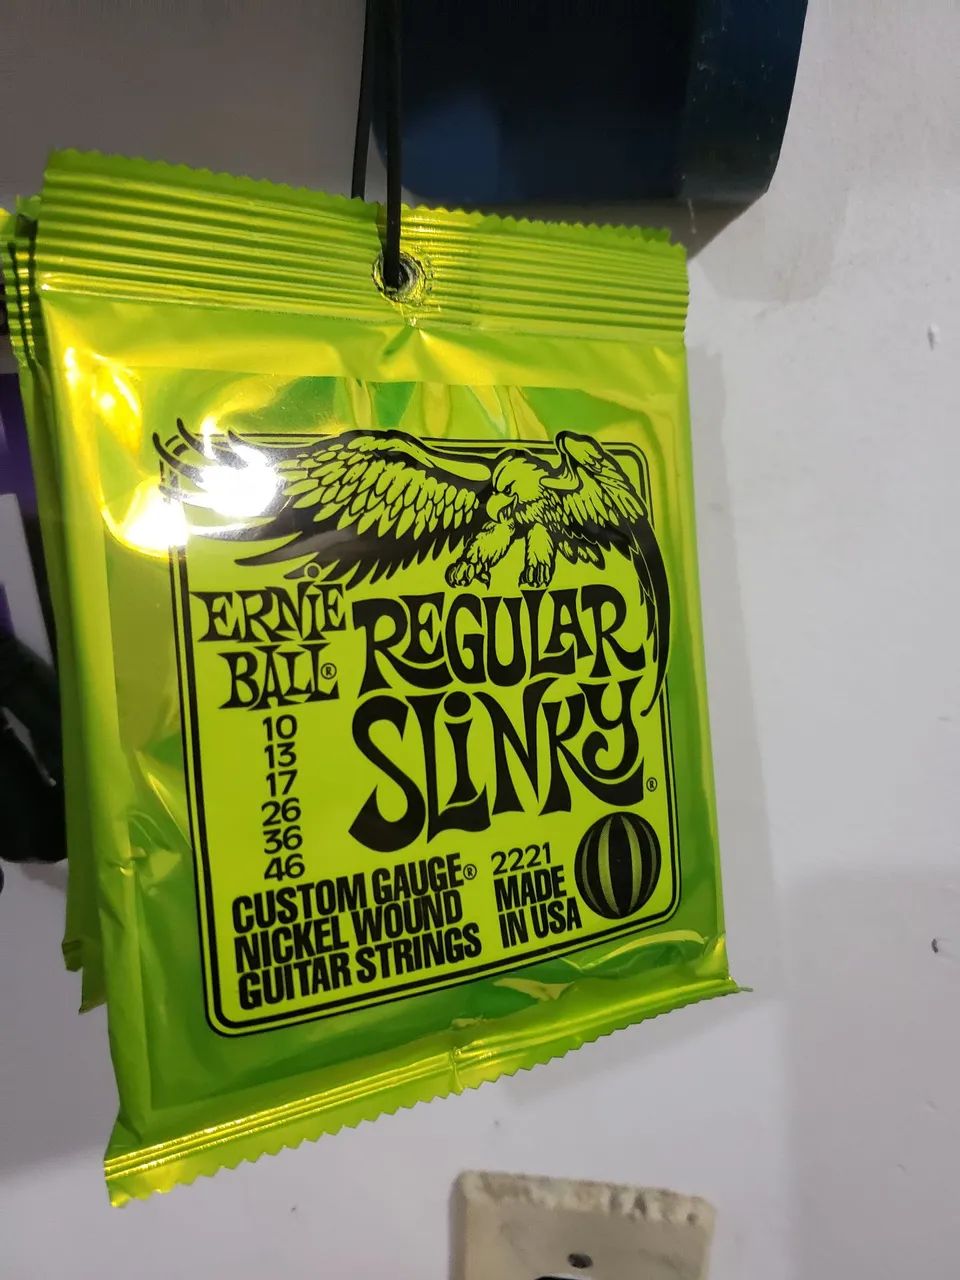 ERNIE
BALL®
REGULAR
SLINKY®
10
13
17
26
36
46
CUSTOM GAUGE®
NICKEL WOUND
GUITAR STRINGS
2221
MADE
IN USA